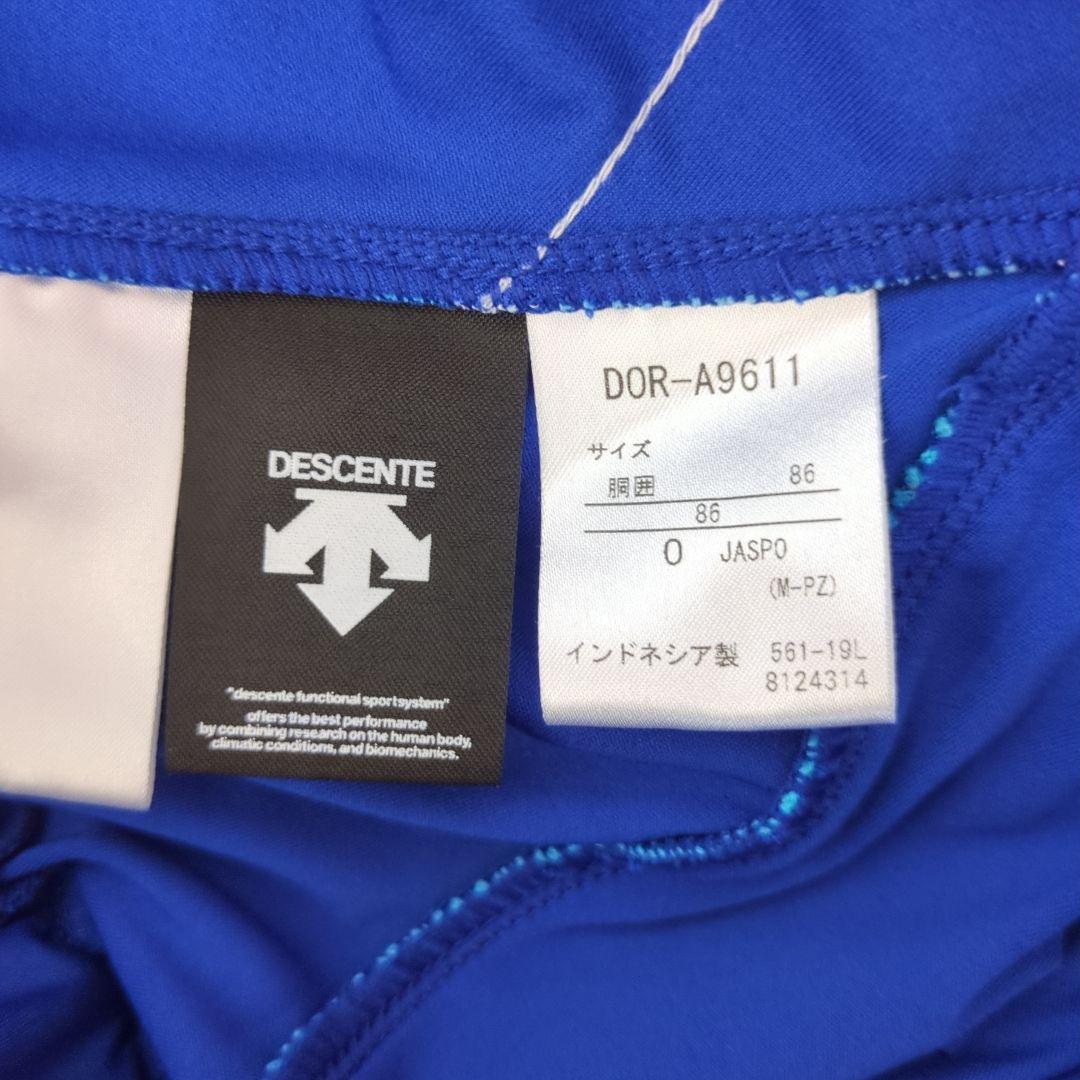 DESCENTE
"descente functional sportsystem"
offers the best performance
by combining research on the human body,
climatic conditions, and biomechanics.
DOR-A9611
サイズ
胴囲 86
86
O JASPO
(M-PZ)
インドネシア製 561-19L
8124314